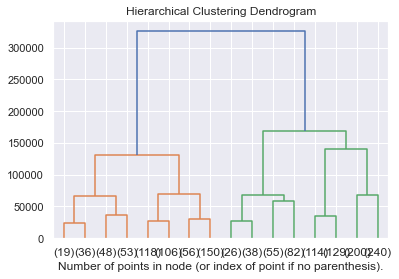 Hierarchical Clustering Dendrogram
300000
250000
200000
150000
100000
50000
0
(19) (36) (48) (53) (118) (106) (56) (150) (26) (38) (55) (82) (114) (129) (200) (240)
Number of points in node (or index of point if no parenthesis).